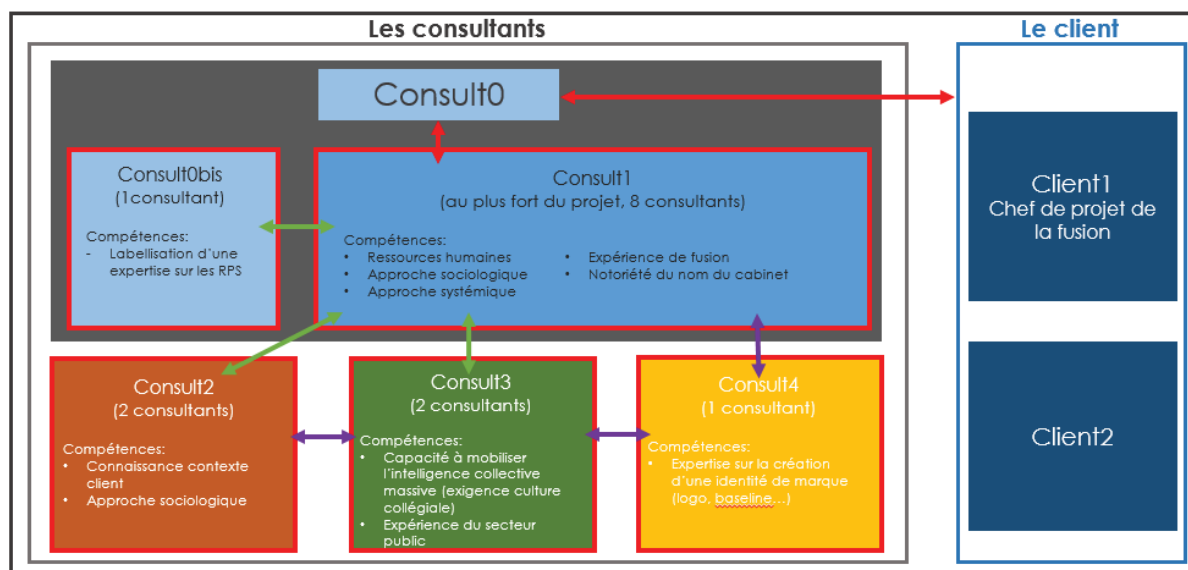 Les consultants
Le client
Consult0
Consult0bis
(1consultant)
Compétences:
- Labellisation d’une
expertise sur les RPS
Consult1
(au plus fort du projet, 8 consultants)
Compétences:
• Ressources humaines
• Approche sociologique
• Approche systémique
• Expérience de fusion
• Notoriété du nom du cabinet
Client1
Chef de projet de
la fusion
Consult2
(2 consultants)
Compétences:
• Connaissance contexte
client
• Approche sociologique
Consult3
(2 consultants)
Compétences:
• Capacité à mobiliser
l’intelligence collective
massive (exigence culture
collégiale)
• Expérience du secteur
public
Consult4
(1 consultant)
Compétences:
• Expertise sur la création
d’une identité de marque
(logo, baseline…)
Client2